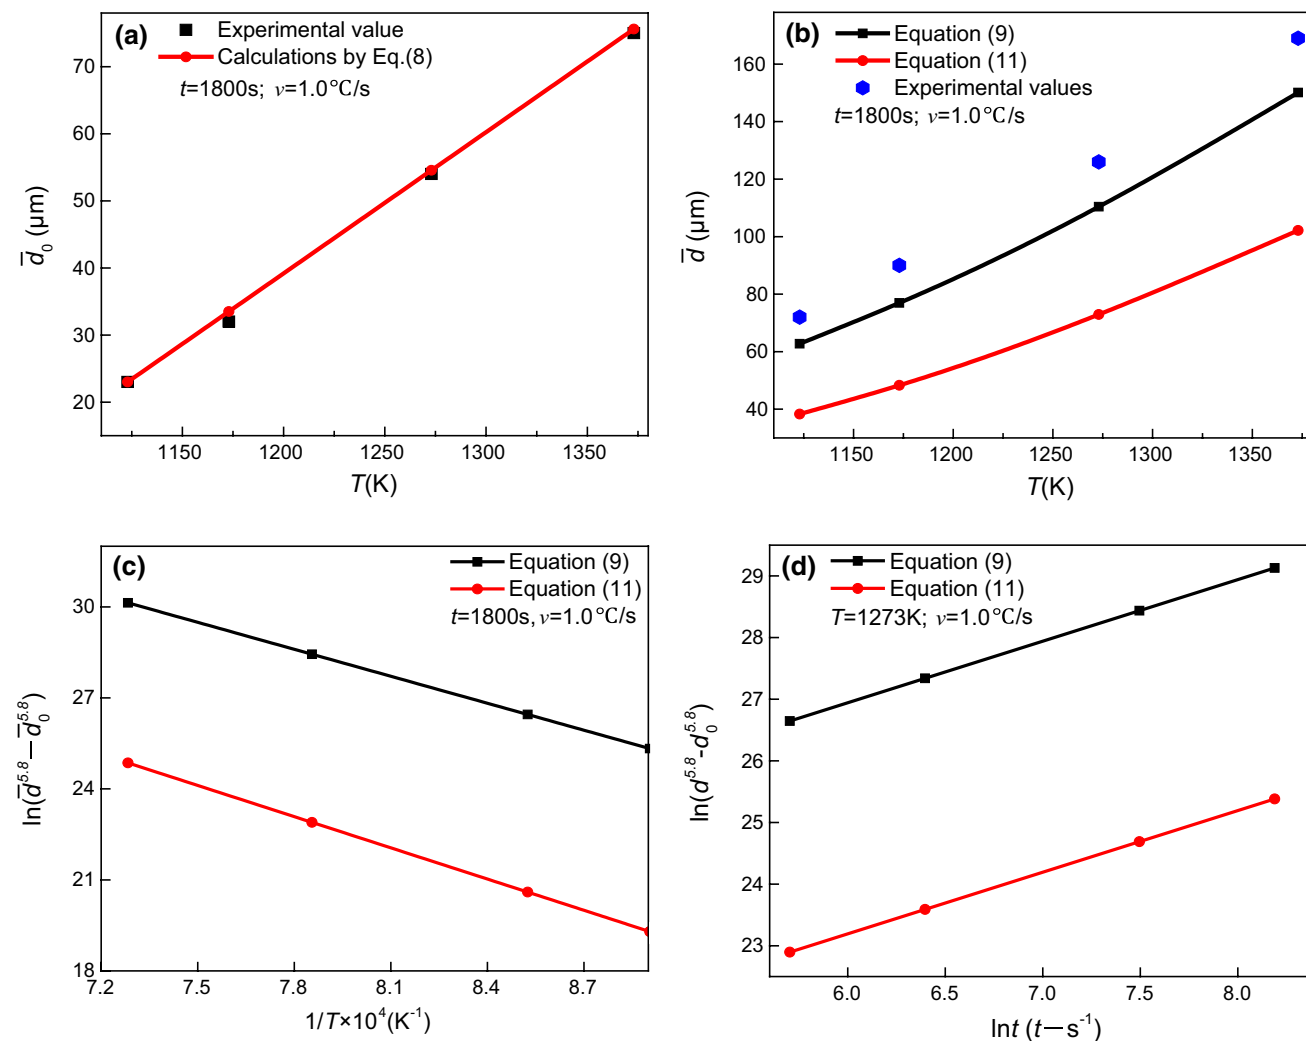 (a)
Experimental value
Calculations by Eq.(8)
t=1800s; v=1.0°C/s
70
60
50
40
30
20
d̅₀ (μm)
1150 1200 1250 1300 1350
T(K)
(b)
Equation (9)
Equation (11)
Experimental values
t=1800s; v=1.0°C/s
160
140
120
100
80
60
40
d̅ (μm)
1150 1200 1250 1300 1350
T(K)
(c)
Equation (9)
Equation (11)
t=1800s, v=1.0°C/s
30
27
24
21
18
ln(d̅^5.8—d̅₀^5.8)
7.2 7.5 7.8 8.1 8.4 8.7
1/T×10⁴(K⁻¹)
(d)
Equation (9)
Equation (11)
T=1273K; v=1.0°C/s
29
28
27
26
25
24
23
ln(d^5.8-d₀^5.8)
6.0 6.5 7.0 7.5 8.0
lnt (t—s⁻¹)